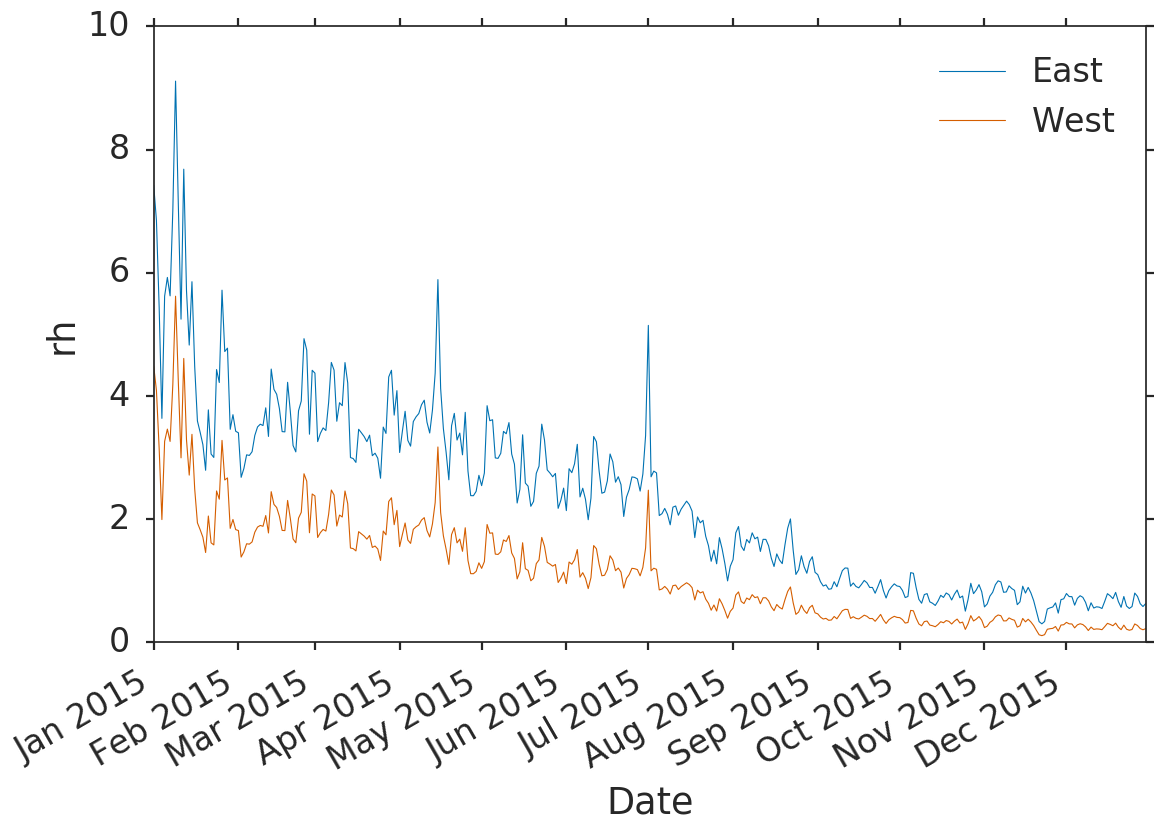 10
8
6
4
2
0
rh
East
West
Jan 2015
Feb 2015
Mar 2015
Apr 2015
May 2015
Jun 2015
Jul 2015
Aug 2015
Sep 2015
Oct 2015
Nov 2015
Dec 2015
Date